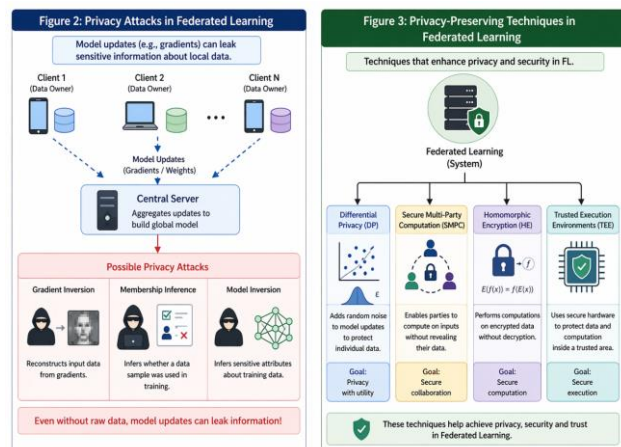 Figure 2: Privacy Attacks in Federated Learning
Model updates (e.g., gradients) can leak
sensitive information about local data.
Client 1
(Data Owner)
Client 2
(Data Owner)
Client N
(Data Owner)
Model Updates
(Gradients / Weights)
Central Server
Aggregates updates to
build global model
Possible Privacy Attacks
Gradient Inversion
Reconstructs input data
from gradients.
Membership Inference
Infers whether a data
sample was used in
training.
Model Inversion
Infers sensitive attributes
about training data.
Even without raw data, model updates can leak information!
Figure 3: Privacy-Preserving Techniques in
Federated Learning
Techniques that enhance privacy and security in FL.
Federated Learning
(System)
Differential
Privacy (DP)
ε
Adds random noise
to model updates
to protect
individual data.
Goal:
Privacy
with utility
Secure Multi-Party
Computation (SMPC)
Enables parties to
compute on inputs
without revealing
their data.
Goal:
Secure
collaboration
Homomorphic
Encryption (HE)
f
E(f(x)) = f(E(x))
Performs computations
on encrypted data
without decryption.
Goal:
Secure
computation
Trusted Execution
Environments (TEE)
Uses secure hardware
to protect data and
computation
inside a trusted area.
Goal:
Secure
execution
These techniques help achieve privacy, security and trust
in Federated Learning.